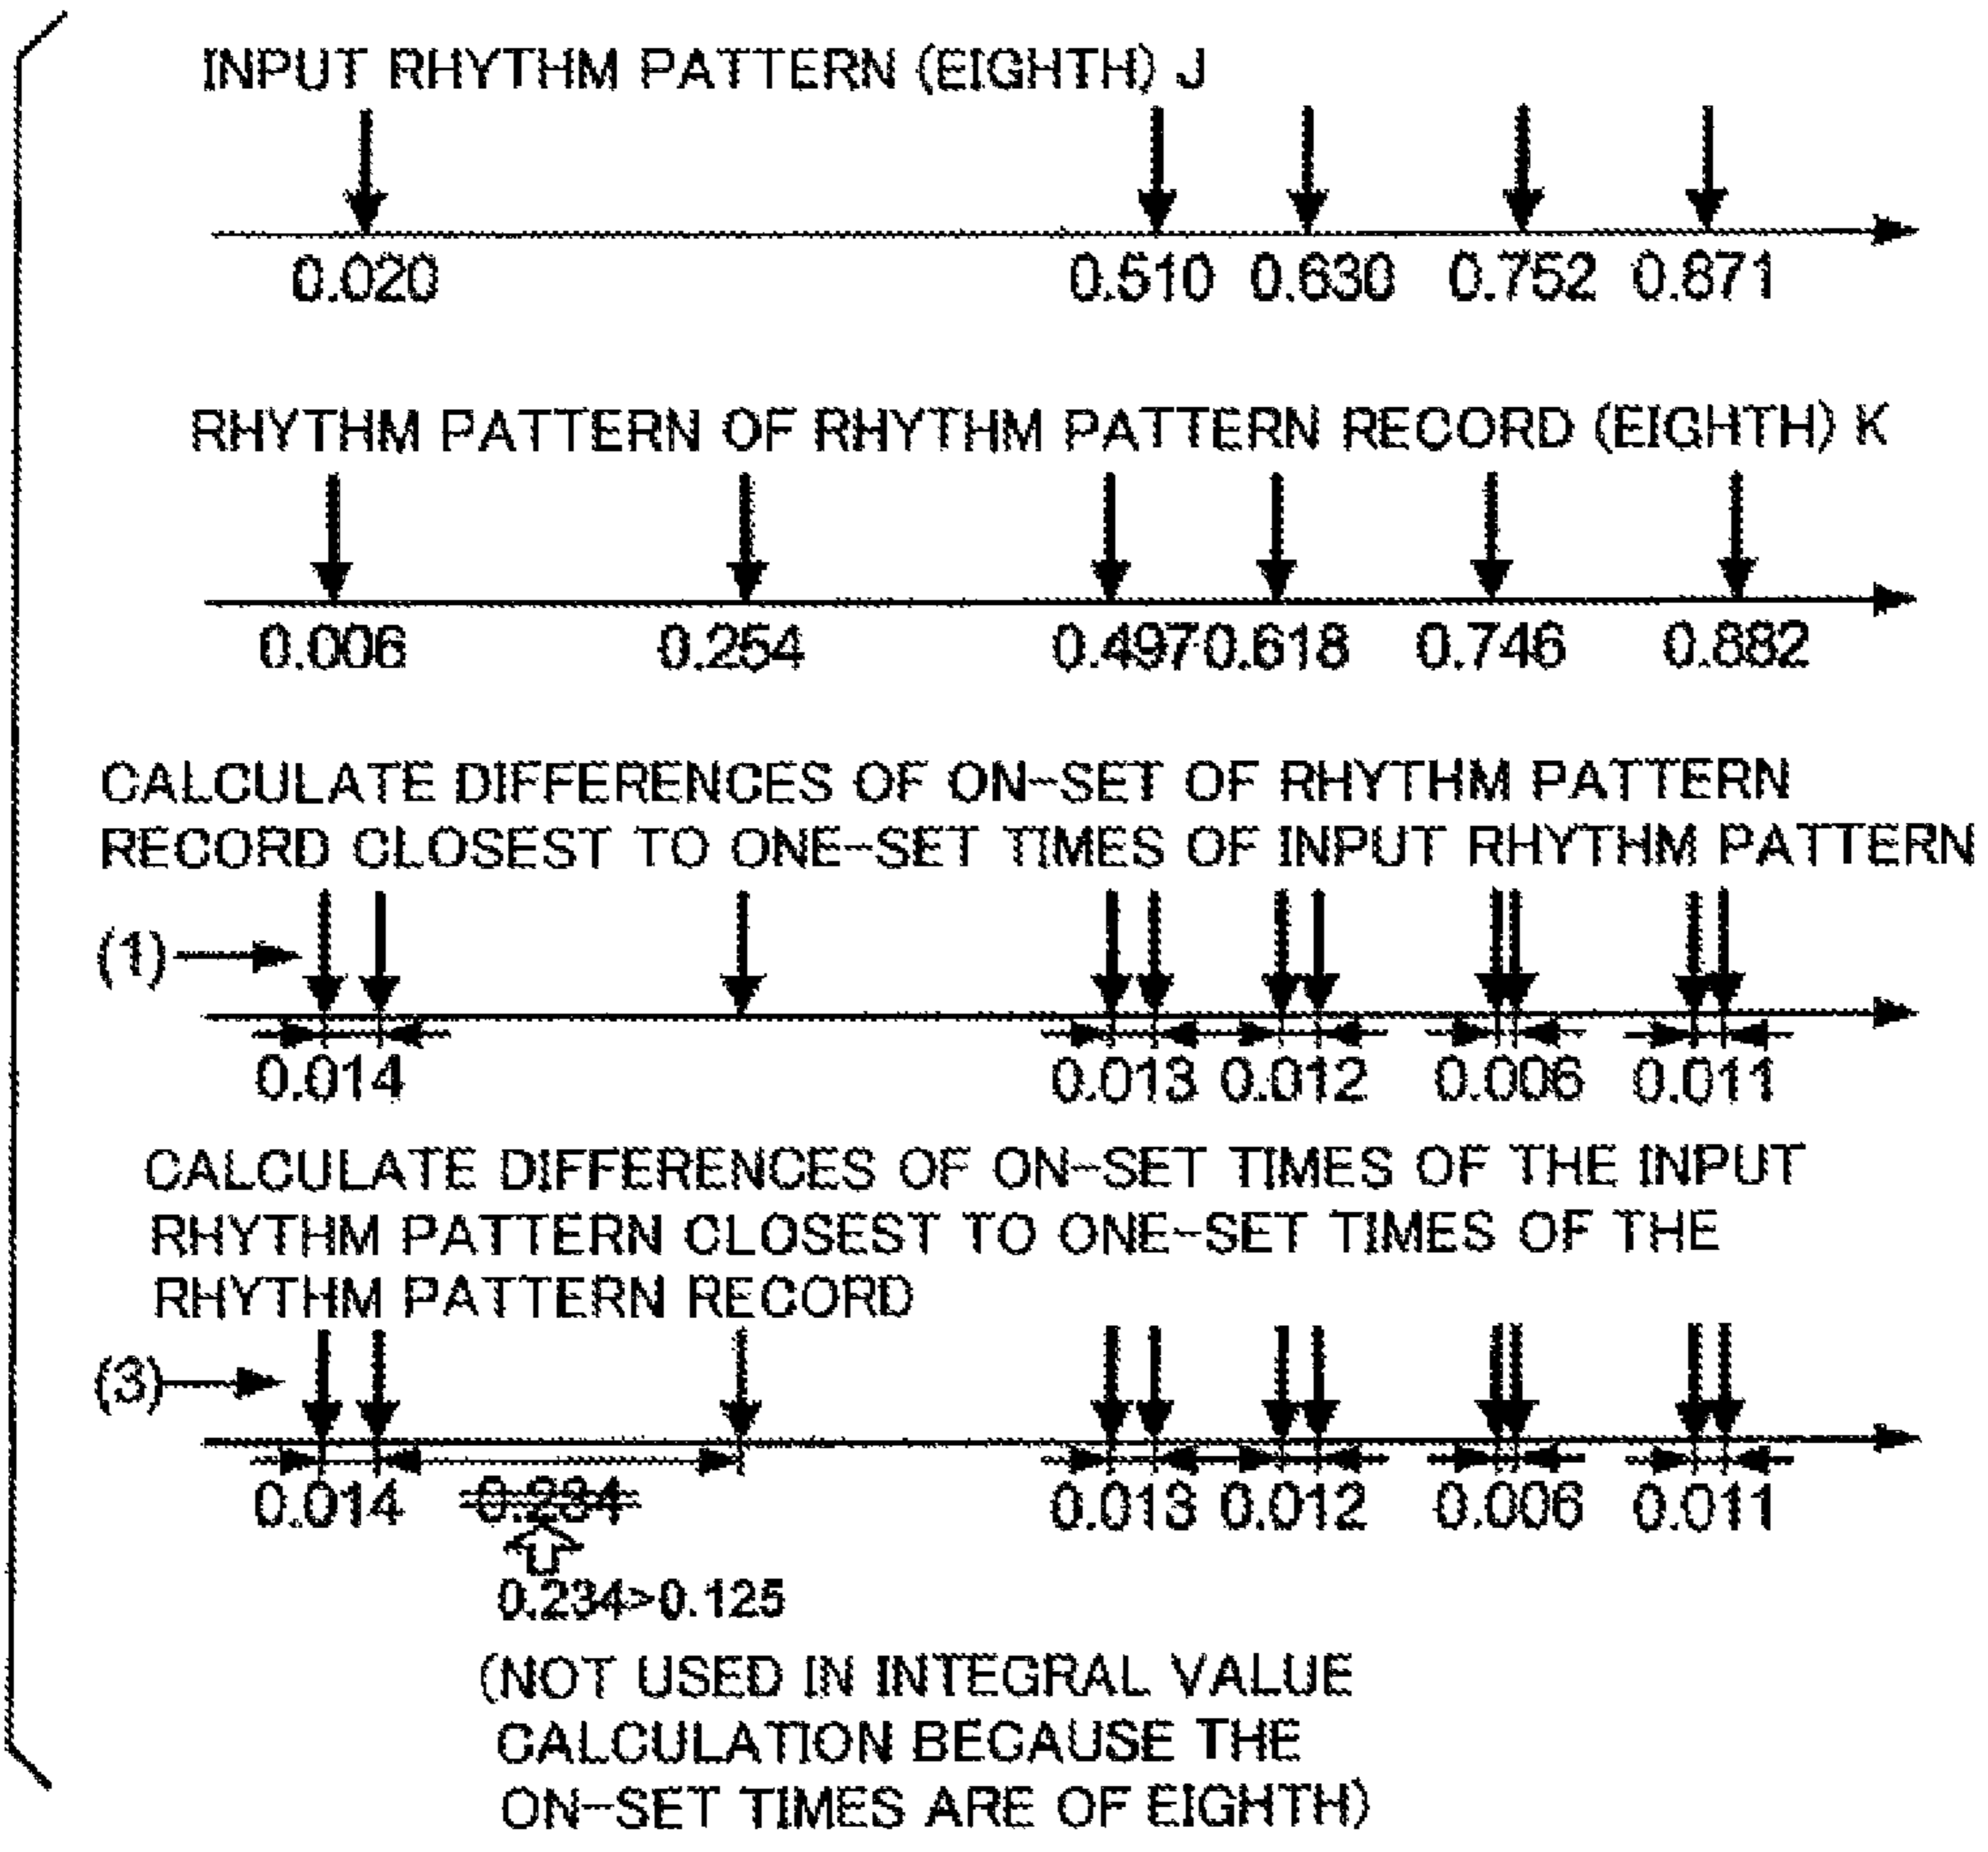 INPUT RHYTHM PATTERN (EIGHTH) J
0.020 0.510 0.630 0.752 0.871
RHYTHM PATTERN OF RHYTHM PATTERN RECORD (EIGHTH) K
0.006 0.254 0.497 0.618 0.746 0.882
CALCULATE DIFFERENCES OF ON-SET OF RHYTHM PATTERN
RECORD CLOSEST TO ONE-SET TIMES OF INPUT RHYTHM PATTERN
(1)
0.014 0.013 0.012 0.006 0.011
CALCULATE DIFFERENCES OF ON-SET TIMES OF THE INPUT
RHYTHM PATTERN CLOSEST TO ONE-SET TIMES OF THE
RHYTHM PATTERN RECORD
(3)
0.014 0.234 0.013 0.012 0.006 0.011
0.234>0.125
(NOT USED IN INTEGRAL VALUE
CALCULATION BECAUSE THE
ON-SET TIMES ARE OF EIGHTH)